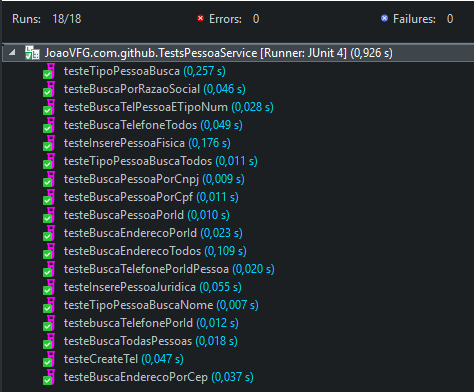 Runs: 18/18 Errors: 0 Failures: 0
JoaoVFG.com.github.TestsPessoaService [Runner: JUnit 4] (0,926 s)
testeTipoPessoaBusca (0,257 s)
testeBuscaPorRazaoSocial (0,046 s)
testeBuscaTelPessoaETipoNum (0,028 s)
testeBuscaTelefoneTodos (0,049 s)
testeInserePessoaFisica (0,176 s)
testeTipoPessoaBuscaTodos (0,011 s)
testeBuscaPessoaPorCnpj (0,009 s)
testeBuscaPessoaPorCpf (0,011 s)
testeBuscaPessoaPorId (0,010 s)
testeBuscaEnderecoPorId (0,023 s)
testeBuscaEnderecoTodos (0,109 s)
testeBuscaTelefonePorIdPessoa (0,020 s)
testeInserePessoaJuridica (0,055 s)
testeTipoPessoaBuscaNome (0,007 s)
testebuscaTelefonePorId (0,012 s)
testeBuscaTodasPessoas (0,018 s)
testeCreateTel (0,047 s)
testeBuscaEnderecoPorCep (0,037 s)